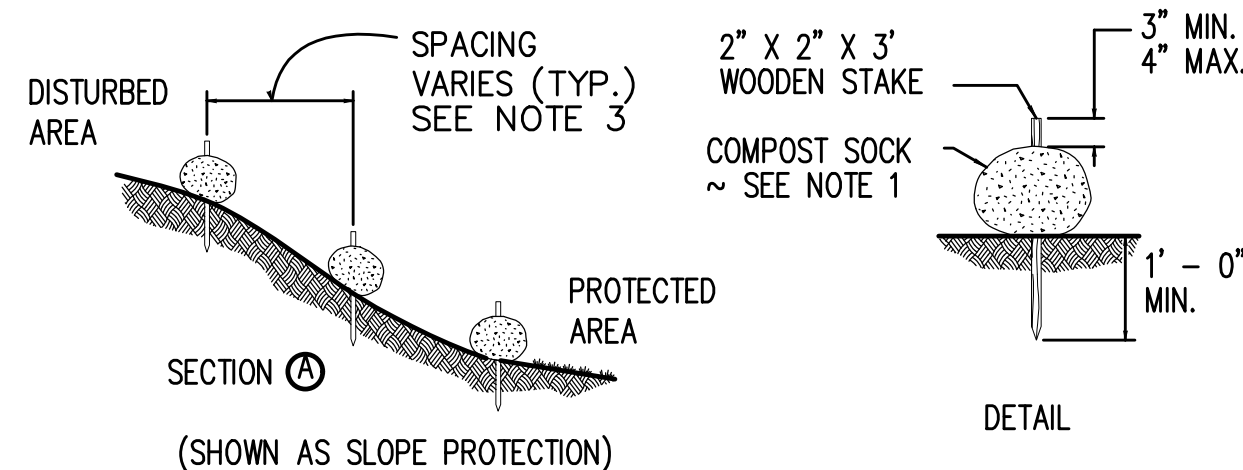 DISTURBED
AREA
SPACING
VARIES (TYP.)
SEE NOTE 3
PROTECTED
AREA
SECTION A
(SHOWN AS SLOPE PROTECTION)
2" X 2" X 3'
WOODEN STAKE
COMPOST SOCK
~ SEE NOTE 1
3" MIN.
4" MAX.
1' – 0"
MIN.
DETAIL